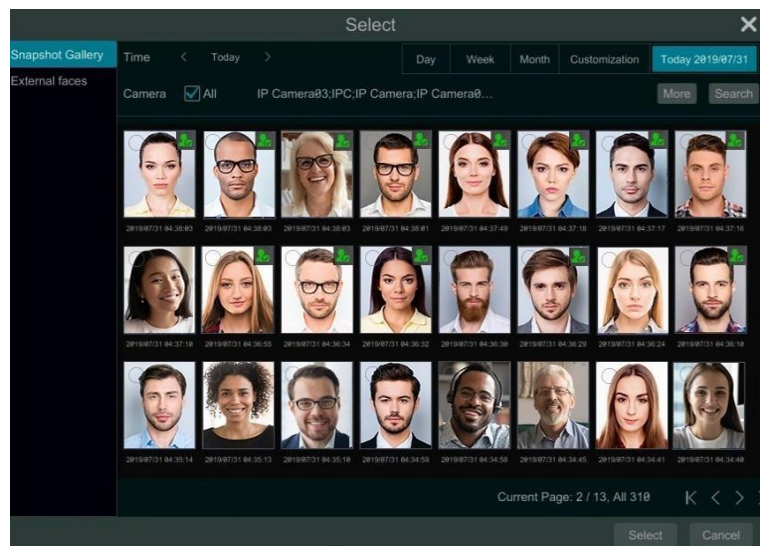 Select
Snapshot Gallery
Time < Today > Day Week Month Customization Today 2019/07/31
External faces
Camera All IP Camera03;IPC;IP Camera;IP Camera0... More Search
2019/07/31 04:38:03 2019/07/31 04:38:03 2019/07/31 04:38:03 2019/07/31 04:38:01 2019/07/31 04:37:49 2019/07/31 04:37:18 2019/07/31 04:37:17 2019/07/31 04:37:16
2019/07/31 04:37:10 2019/07/31 04:36:55 2019/07/31 04:36:34 2019/07/31 04:36:32 2019/07/31 04:36:30 2019/07/31 04:36:29 2019/07/31 04:36:24 2019/07/31 04:36:10
2019/07/31 04:35:14 2019/07/31 04:35:13 2019/07/31 04:35:10 2019/07/31 04:34:59 2019/07/31 04:34:50 2019/07/31 04:34:45 2019/07/31 04:34:41 2019/07/31 04:34:40
Current Page: 2 / 13, All 310
Select Cancel